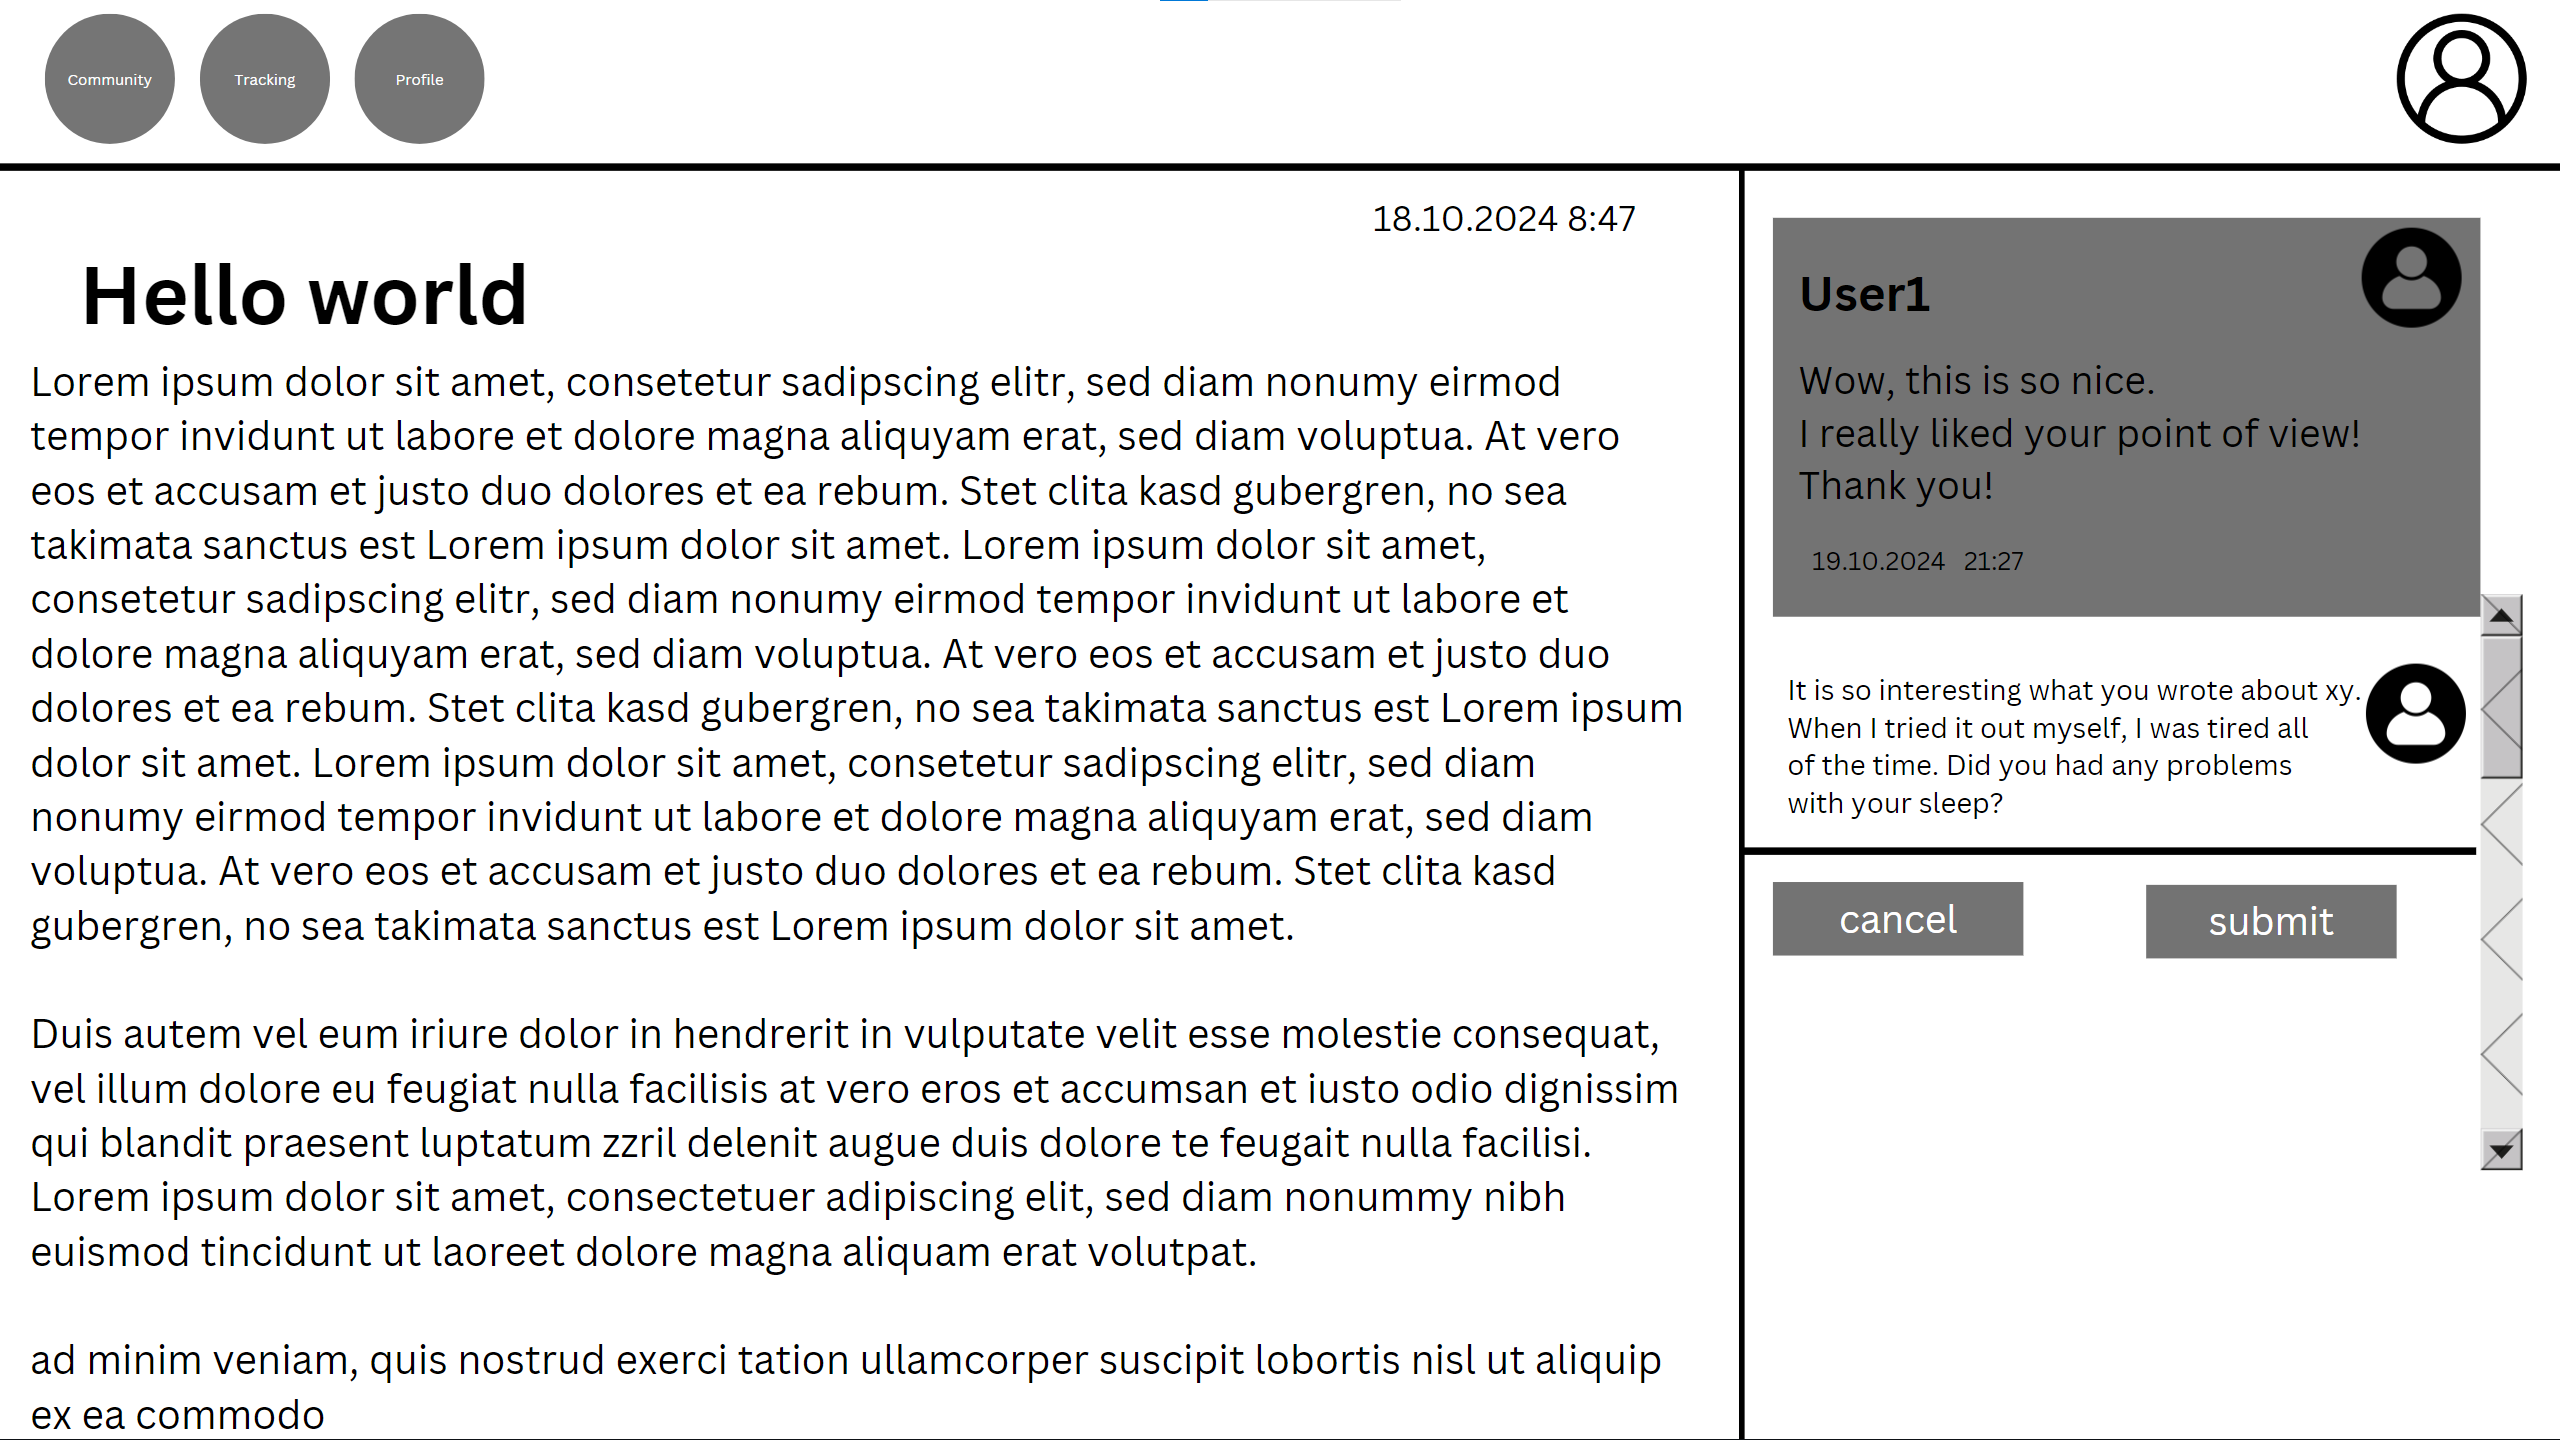 Community
Tracking
Profile
18.10.2024 8:47
Hello world
Lorem ipsum dolor sit amet, consetetur sadipscing elitr, sed diam nonumy eirmod
tempor invidunt ut labore et dolore magna aliquyam erat, sed diam voluptua. At vero
eos et accusam et justo duo dolores et ea rebum. Stet clita kasd gubergren, no sea
takimata sanctus est Lorem ipsum dolor sit amet. Lorem ipsum dolor sit amet,
consetetur sadipscing elitr, sed diam nonumy eirmod tempor invidunt ut labore et
dolore magna aliquyam erat, sed diam voluptua. At vero eos et accusam et justo duo
dolores et ea rebum. Stet clita kasd gubergren, no sea takimata sanctus est Lorem ipsum
dolor sit amet. Lorem ipsum dolor sit amet, consetetur sadipscing elitr, sed diam
nonumy eirmod tempor invidunt ut labore et dolore magna aliquyam erat, sed diam
voluptua. At vero eos et accusam et justo duo dolores et ea rebum. Stet clita kasd
gubergren, no sea takimata sanctus est Lorem ipsum dolor sit amet.
Duis autem vel eum iriure dolor in hendrerit in vulputate velit esse molestie consequat,
vel illum dolore eu feugiat nulla facilisis at vero eros et accumsan et iusto odio dignissim
qui blandit praesent luptatum zzril delenit augue duis dolore te feugait nulla facilisi.
Lorem ipsum dolor sit amet, consectetuer adipiscing elit, sed diam nonummy nibh
euismod tincidunt ut laoreet dolore magna aliquam erat volutpat.
ad minim veniam, quis nostrud exerci tation ullamcorper suscipit lobortis nisl ut aliquip
ex ea commodo
User1
Wow, this is so nice.
I really liked your point of view!
Thank you!
19.10.2024 21:27
It is so interesting what you wrote about xy.
When I tried it out myself, I was tired all
of the time. Did you had any problems
with your sleep?
cancel
submit